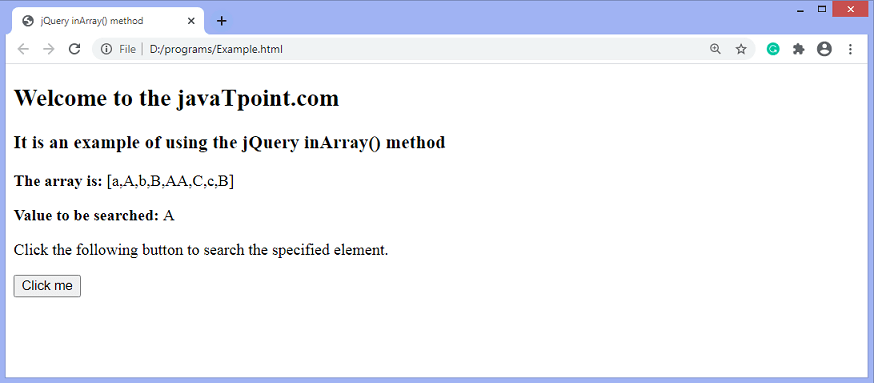 jQuery inArray() method
File D:/programs/Example.html
Welcome to the javaTpoint.com
It is an example of using the jQuery inArray() method
The array is: [a,A,b,B,AA,C,c,B]
Value to be searched: A
Click the following button to search the specified element.
Click me